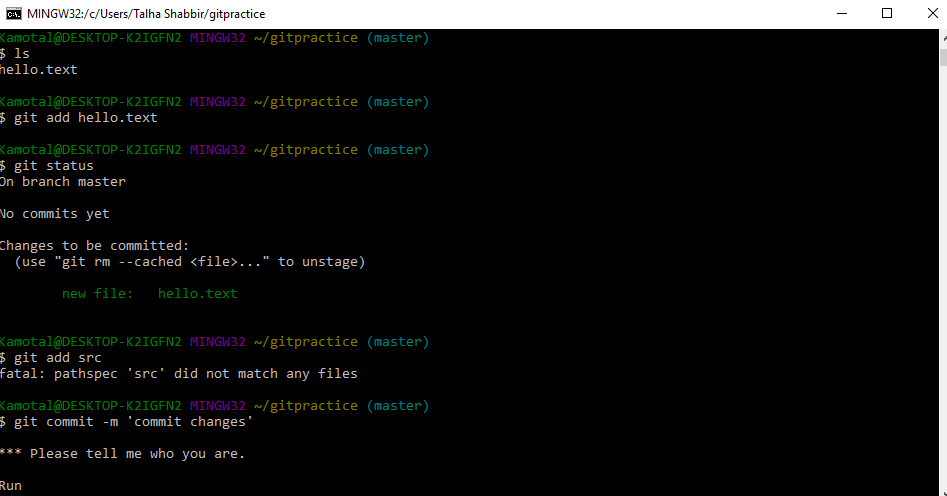 MINGW32:/c/Users/Talha Shabbir/gitpractice
Kamotal@DESKTOP-K2IGFN2 MINGW32 ~/gitpractice (master)
$ ls
hello.text
Kamotal@DESKTOP-K2IGFN2 MINGW32 ~/gitpractice (master)
$ git add hello.text
Kamotal@DESKTOP-K2IGFN2 MINGW32 ~/gitpractice (master)
$ git status
On branch master
No commits yet
Changes to be committed:
  (use "git rm --cached <file>..." to unstage)
        new file:   hello.text
Kamotal@DESKTOP-K2IGFN2 MINGW32 ~/gitpractice (master)
$ git add src
fatal: pathspec 'src' did not match any files
Kamotal@DESKTOP-K2IGFN2 MINGW32 ~/gitpractice (master)
$ git commit -m 'commit changes'
*** Please tell me who you are.
Run